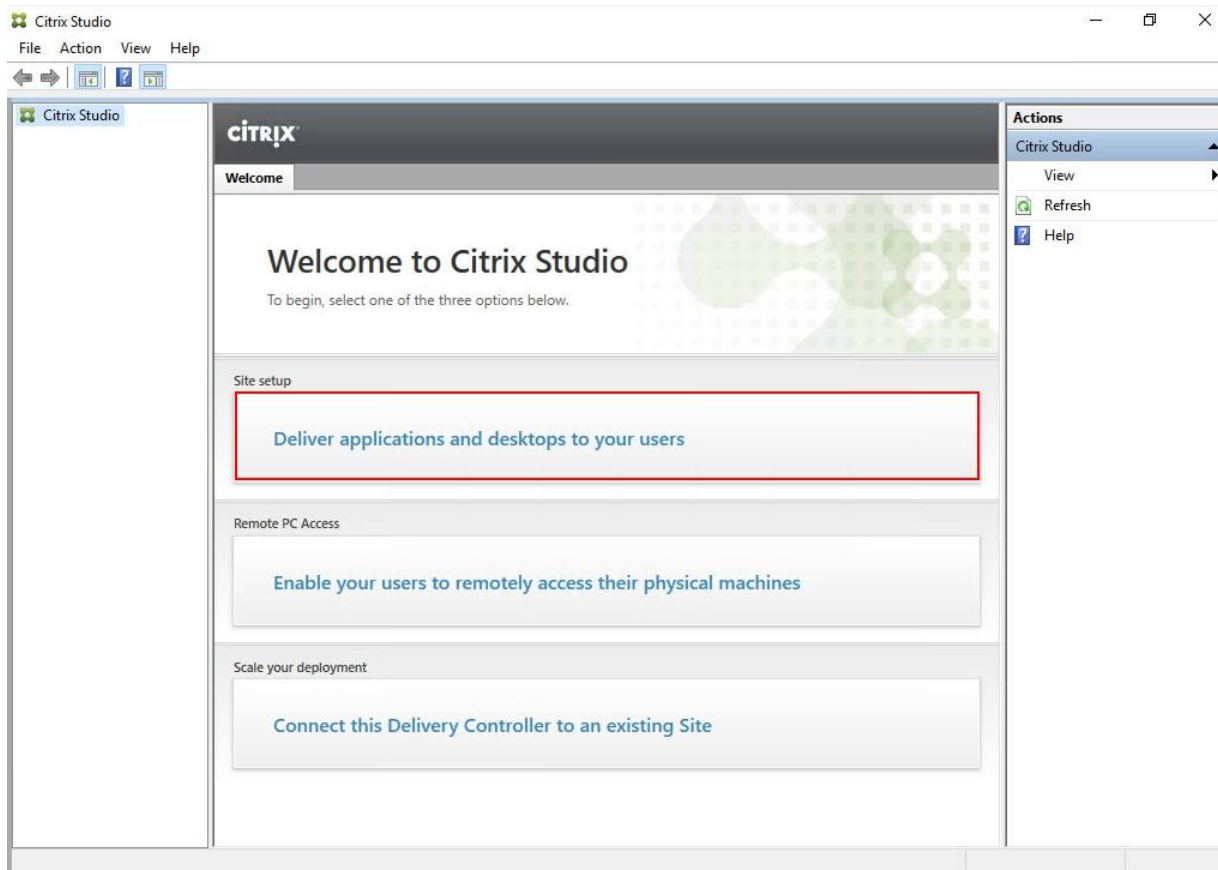 Citrix Studio
File Action View Help
Citrix Studio
CİTRIX
Welcome
Welcome to Citrix Studio
To begin, select one of the three options below.
Site setup
Deliver applications and desktops to your users
Remote PC Access
Enable your users to remotely access their physical machines
Scale your deployment
Connect this Delivery Controller to an existing Site
Actions
Citrix Studio
View
Refresh
Help